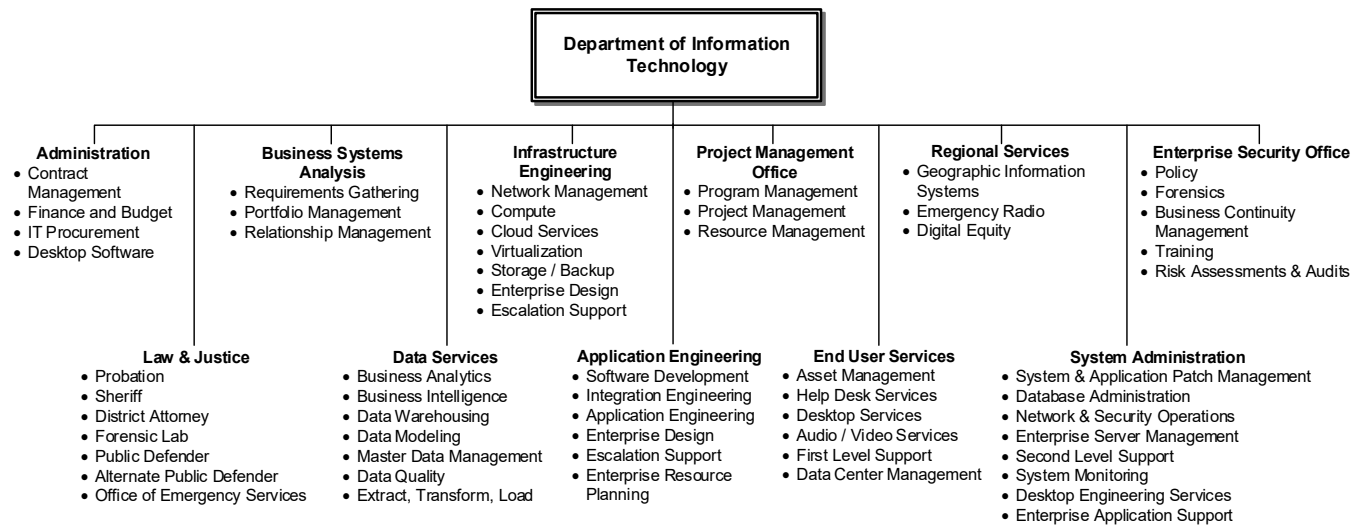 Department of Information
Technology
Administration
• Contract
Management
• Finance and Budget
• IT Procurement
• Desktop Software
Business Systems
Analysis
• Requirements Gathering
• Portfolio Management
• Relationship Management
Infrastructure
Engineering
• Network Management
• Compute
• Cloud Services
• Virtualization
• Storage / Backup
• Enterprise Design
• Escalation Support
Project Management
Office
• Program Management
• Project Management
• Resource Management
Regional Services
• Geographic Information
Systems
• Emergency Radio
• Digital Equity
Enterprise Security Office
• Policy
• Forensics
• Business Continuity
Management
• Training
• Risk Assessments & Audits
Law & Justice
• Probation
• Sheriff
• District Attorney
• Forensic Lab
• Public Defender
• Alternate Public Defender
• Office of Emergency Services
Data Services
• Business Analytics
• Business Intelligence
• Data Warehousing
• Data Modeling
• Master Data Management
• Data Quality
• Extract, Transform, Load
Application Engineering
• Software Development
• Integration Engineering
• Application Engineering
• Enterprise Design
• Escalation Support
• Enterprise Resource
Planning
End User Services
• Asset Management
• Help Desk Services
• Desktop Services
• Audio / Video Services
• First Level Support
• Data Center Management
System Administration
• System & Application Patch Management
• Database Administration
• Network & Security Operations
• Enterprise Server Management
• Second Level Support
• System Monitoring
• Desktop Engineering Services
• Enterprise Application Support